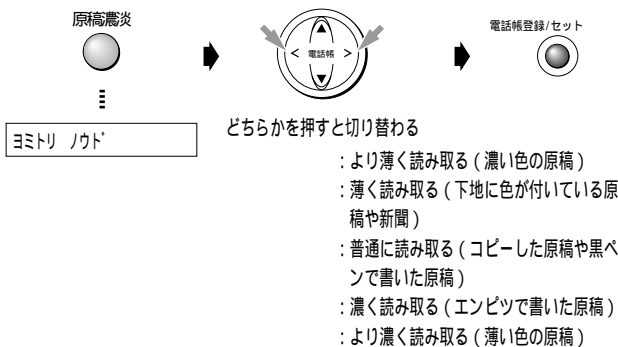 原稿濃淡
< 電話帳 >
電話帳登録/セット
ﾖﾐﾄﾘ ﾉｳﾄﾞ
どちらかを押すと切り替わる
：より薄く読み取る（濃い色の原稿）
：薄く読み取る（下地に色が付いている原
稿や新聞）
：普通に読み取る（コピーした原稿や黒ペ
ンで書いた原稿）
：濃く読み取る（エンピツで書いた原稿）
：より濃く読み取る（薄い色の原稿）